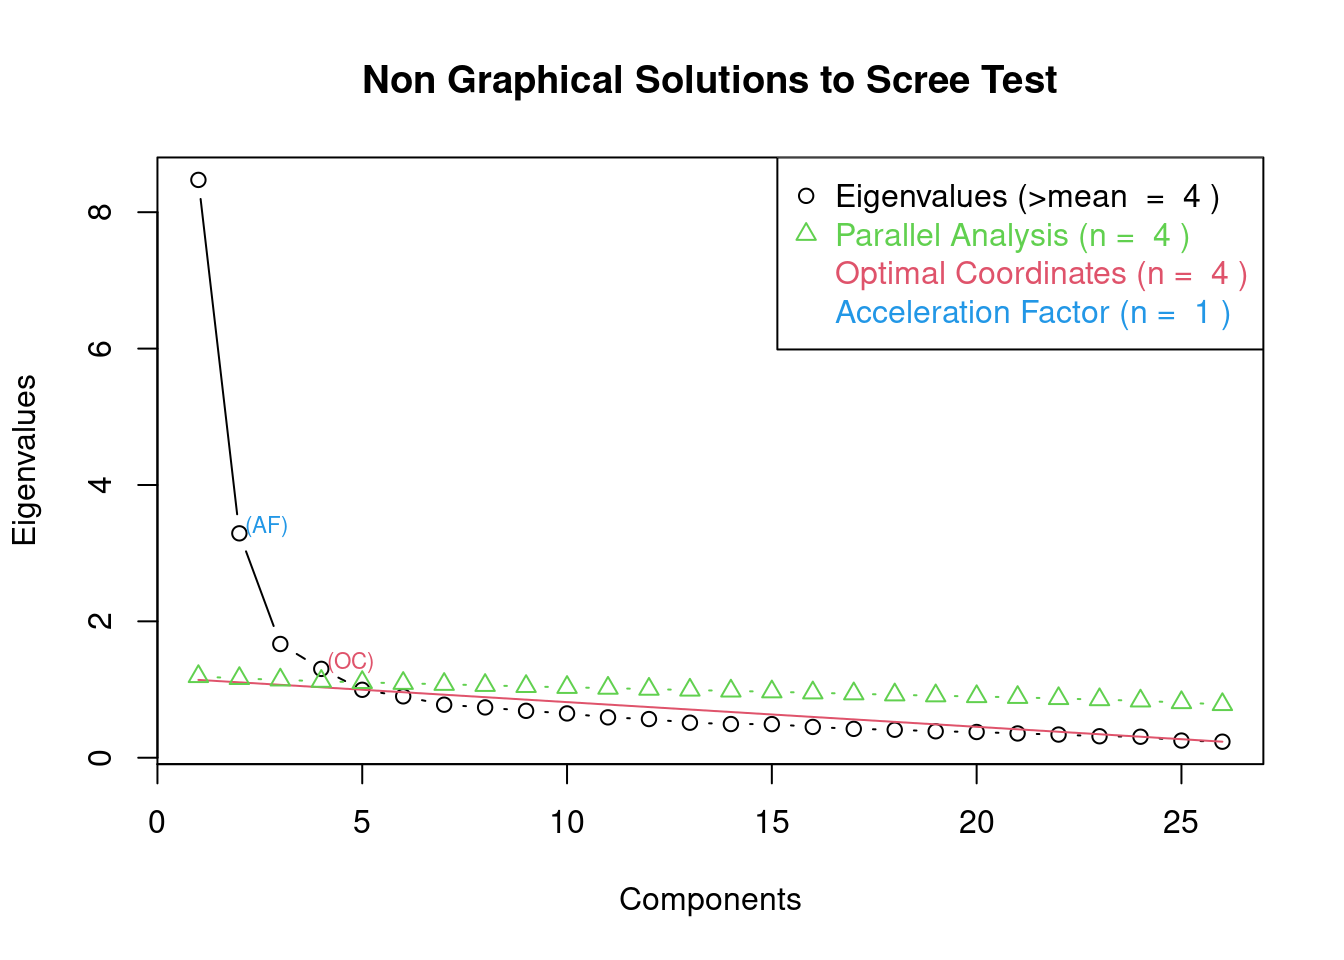 Non Graphical Solutions to Scree Test
Eigenvalues (>mean  =  4 )
Parallel Analysis (n =  4 )
Optimal Coordinates (n =  4 )
Acceleration Factor (n =  1 )
8
6
4
2
0
Eigenvalues
(AF)
(OC)
0 5 10 15 20 25
Components